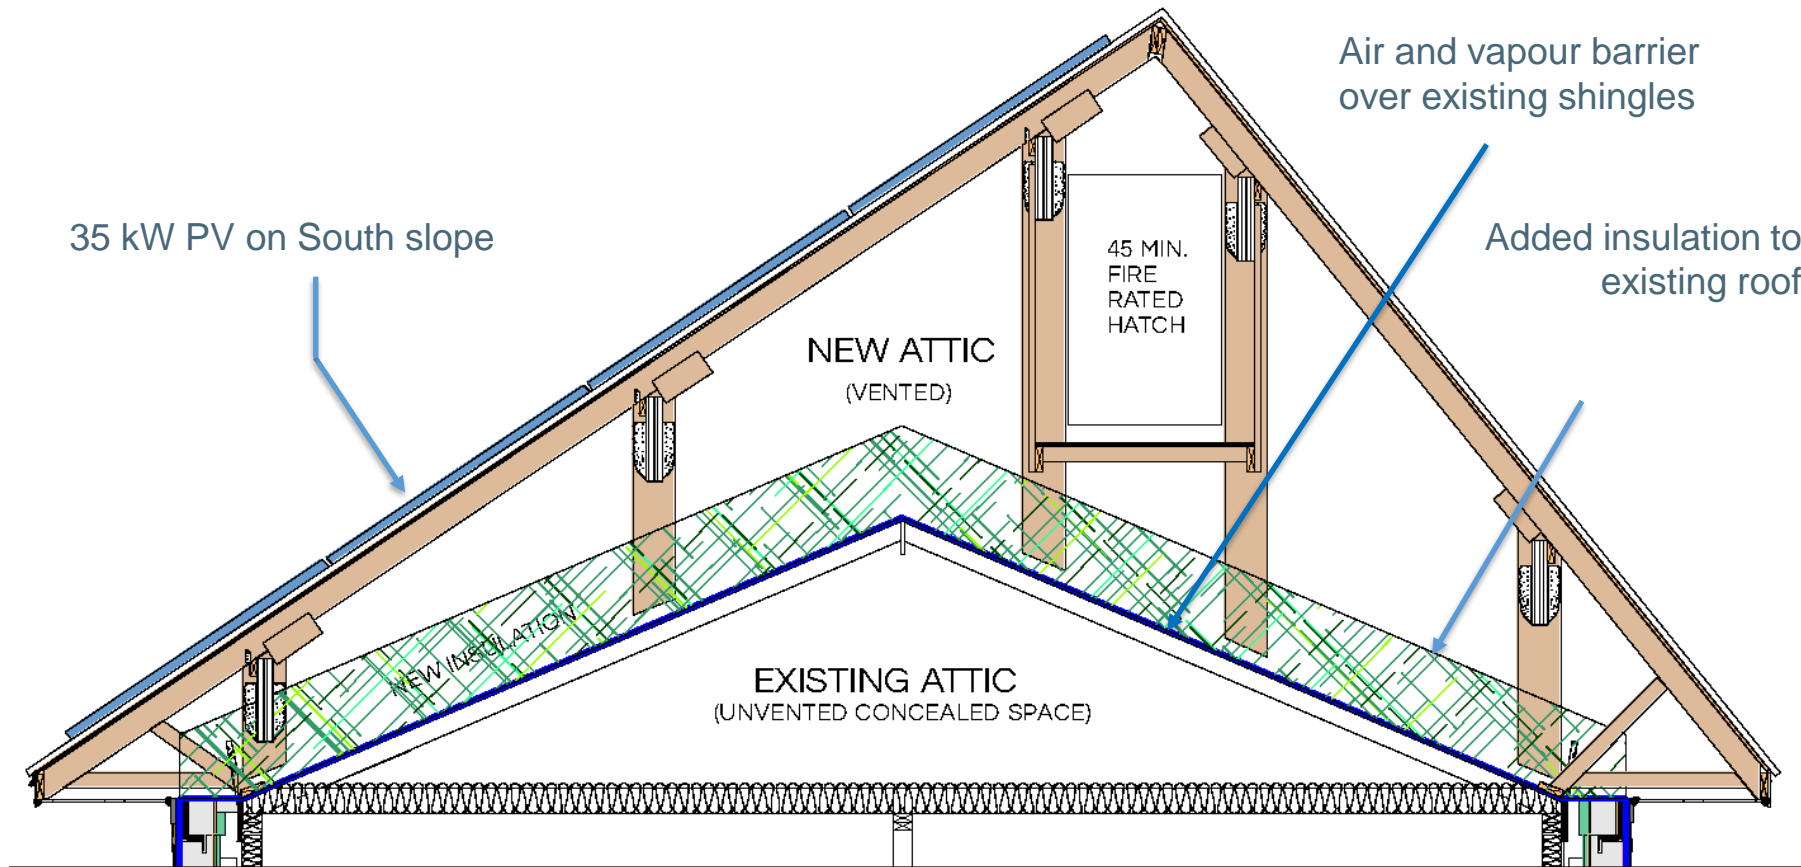 Air and vapour barrier
over existing shingles
35 kW PV on South slope
Added insulation to
existing roof
45 MIN.
FIRE
RATED
HATCH
NEW ATTIC
(VENTED)
NEW INSULATION
EXISTING ATTIC
(UNVENTED CONCEALED SPACE)